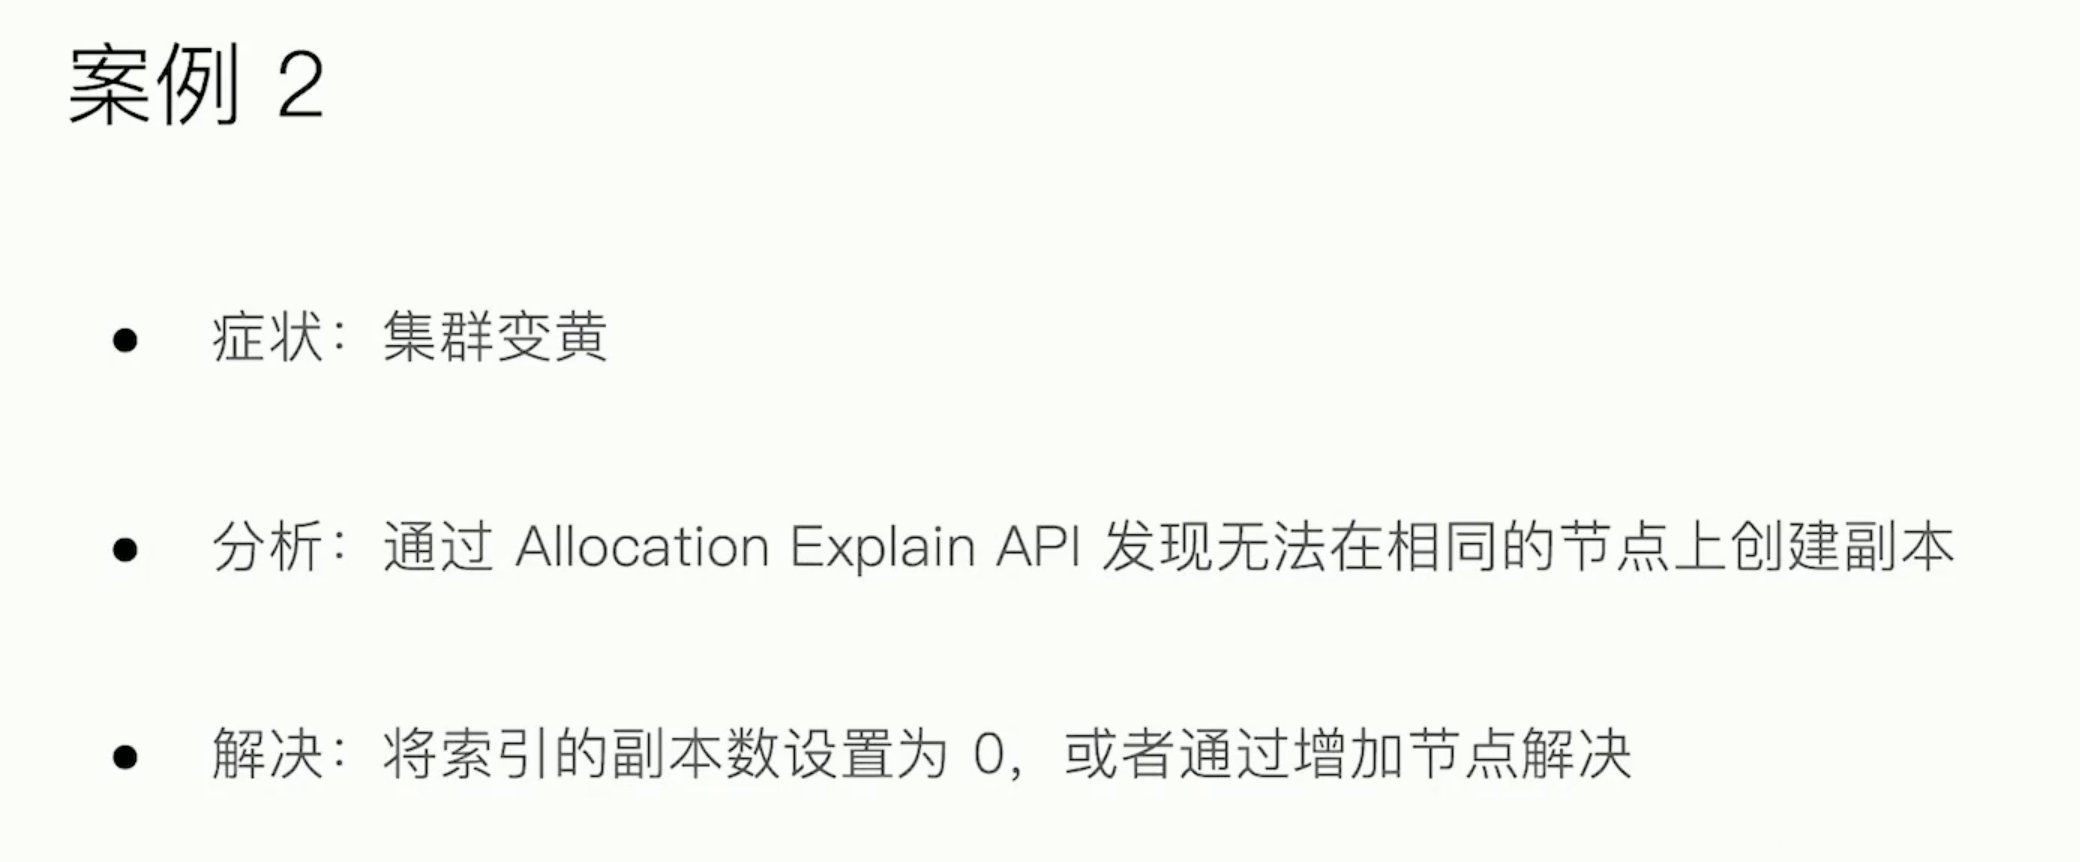 案例 2
• 症状：集群变黄
• 分析：通过 Allocation Explain API 发现无法在相同的节点上创建副本
• 解决：将索引的副本数设置为 0，或者通过增加节点解决